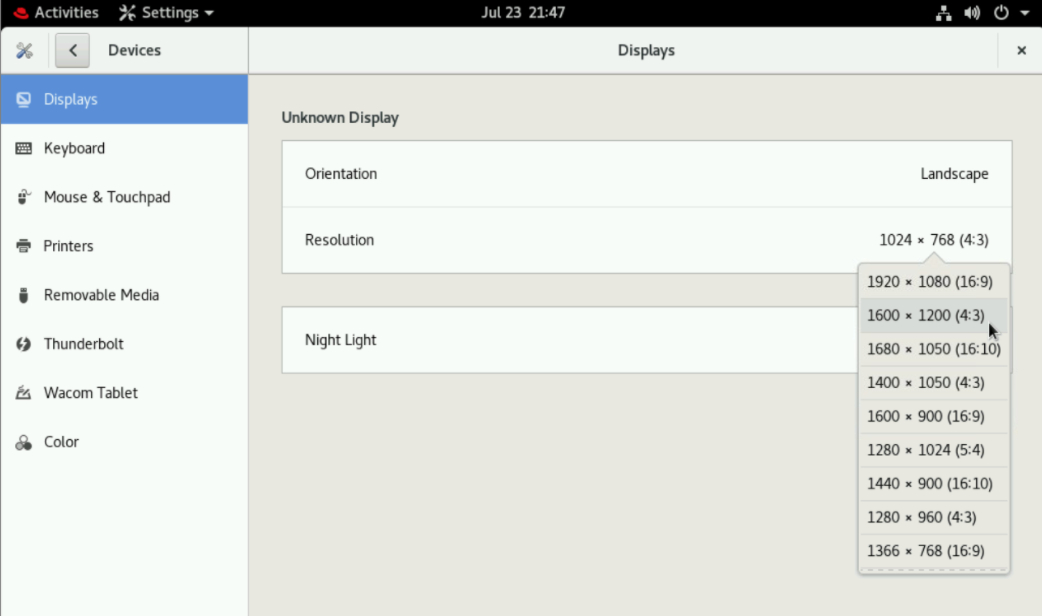 Activities Settings Jul 23 21:47
Devices Displays
Displays
Keyboard
Mouse & Touchpad
Printers
Removable Media
Thunderbolt
Wacom Tablet
Color
Unknown Display
Orientation Landscape
Resolution 1024 × 768 (4:3)
1920 × 1080 (16:9)
1600 × 1200 (4:3)
1680 × 1050 (16:10)
1400 × 1050 (4:3)
1600 × 900 (16:9)
1280 × 1024 (5:4)
1440 × 900 (16:10)
1280 × 960 (4:3)
1366 × 768 (16:9)
Night Light